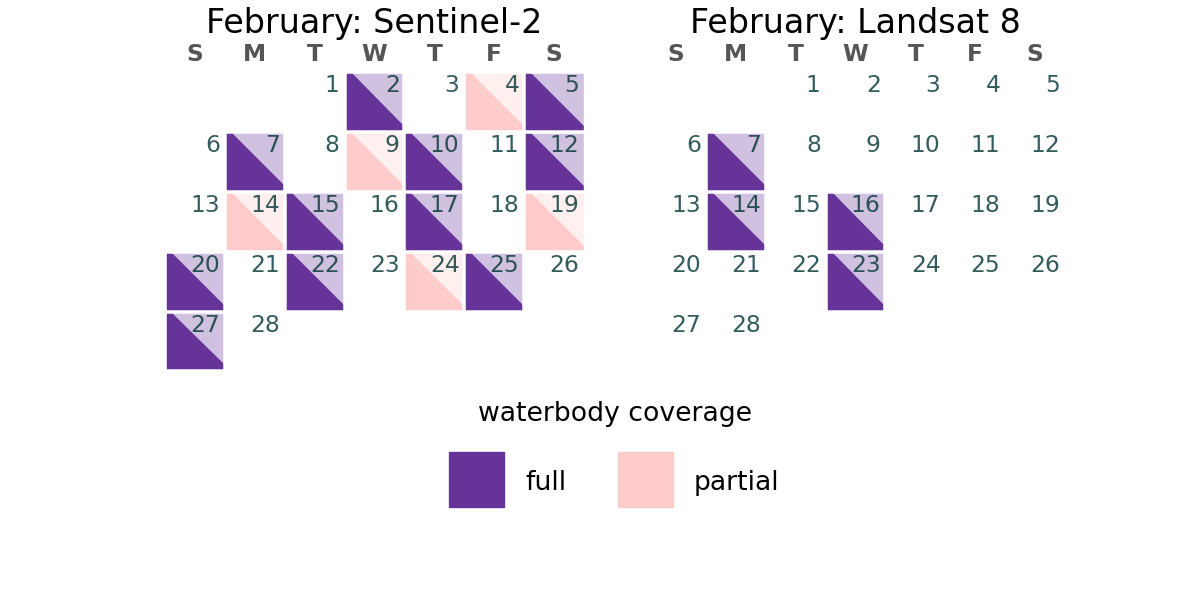 February: Sentinel-2
S M T W T F S
1 2 3 4 5
6 7 8 9 10 11 12
13 14 15 16 17 18 19
20 21 22 23 24 25 26
27 28
February: Landsat 8
S M T W T F S
1 2 3 4 5
6 7 8 9 10 11 12
13 14 15 16 17 18 19
20 21 22 23 24 25 26
27 28
waterbody coverage
full partial